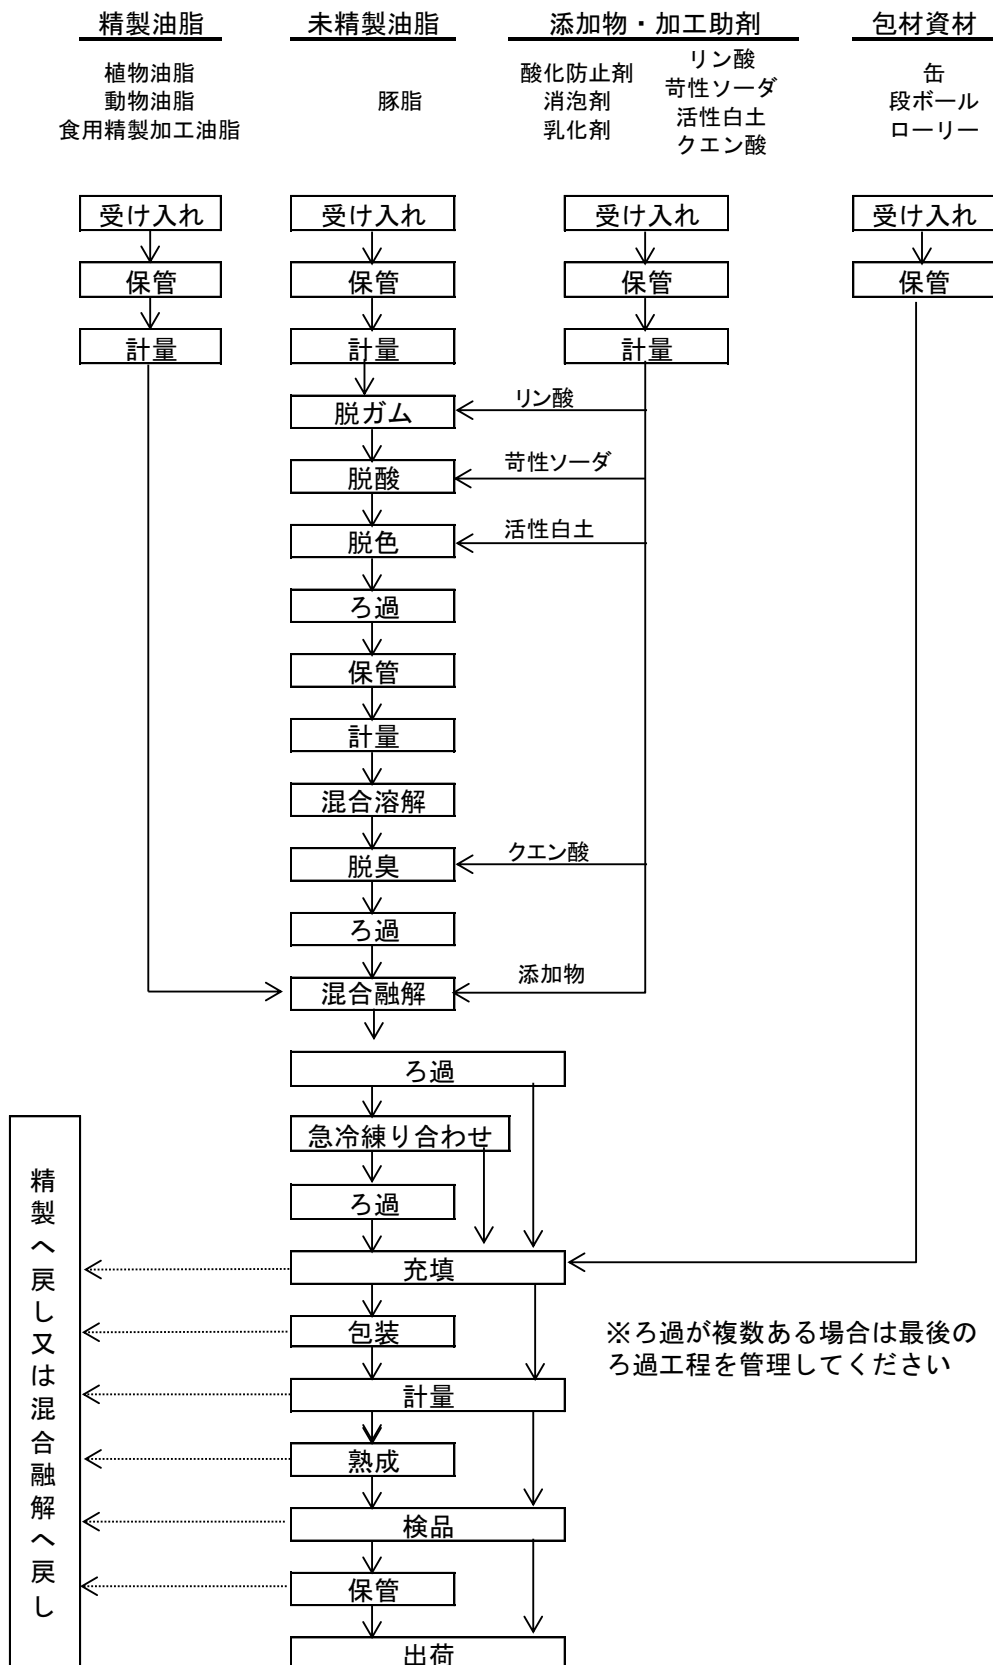 精製油脂
未精製油脂
添加物・加工助剤
包材資材
植物油脂
動物油脂
食用精製加工油脂
豚脂
酸化防止剤
消泡剤
乳化剤
リン酸
苛性ソーダ
活性白土
クエン酸
缶
段ボール
ローリー
受け入れ
受け入れ
受け入れ
受け入れ
保管
保管
保管
保管
計量
計量
計量
脱ガム
リン酸
脱酸
苛性ソーダ
脱色
活性白土
ろ過
保管
計量
混合溶解
脱臭
クエン酸
ろ過
混合融解
添加物
ろ過
急冷練り合わせ
ろ過
充填
包装
計量
熟成
検品
保管
出荷
精製へ戻し又は混合融解へ戻し
※ろ過が複数ある場合は最後の
ろ過工程を管理してください